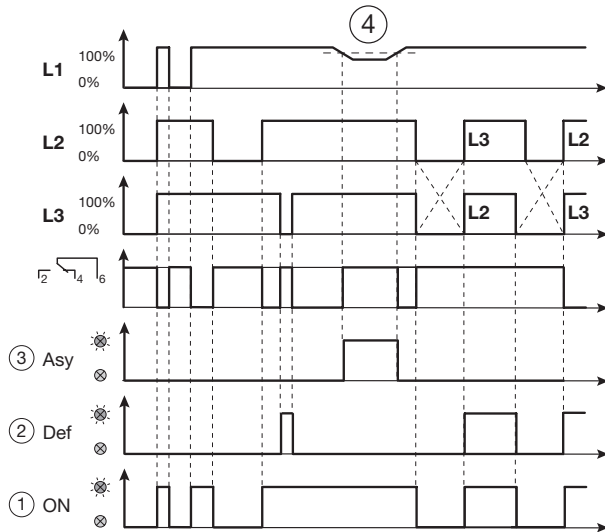 4
L1 100%
0%
L2 100%
0%
L3 L2
L3 100%
0%
L2 L3
2 4 6
3 Asy
2 Def
1 ON